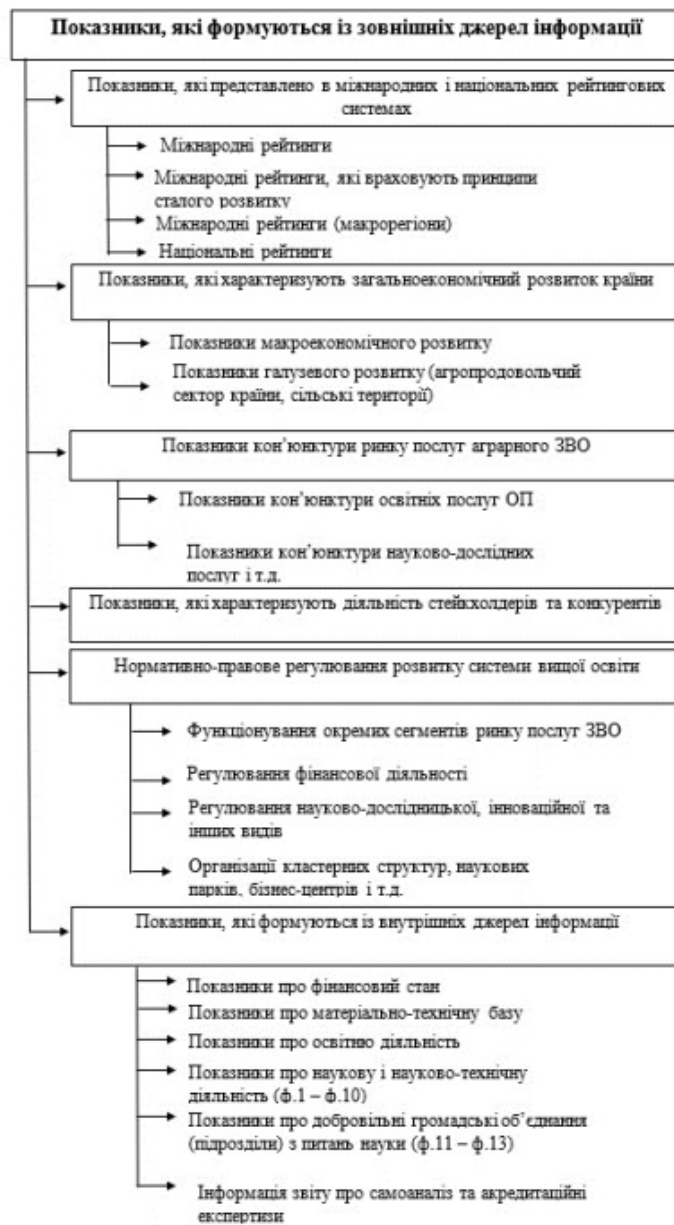 Показники, які формуються із зовнішніх джерел інформації
Показники, які представлено в міжнародних і національних рейтингових
системах
Міжнародні рейтинги
Міжнародні рейтинги, які враховують принципи
сталого розвитку
Міжнародні рейтинги (макрорегіони)
Національні рейтинги
Показники, які характеризують загальноекономічний розвиток країни
Показники макроекономічного розвитку
Показники галузевого розвитку (агропродовольчий
сектор країни, сільські території)
Показники кон’юнктури ринку послуг аграрного ЗВО
Показники кон’юнктури освітніх послуг ОП
Показники кон’юнктури науково-дослідних
послуг і т.д.
Показники, які характеризують діяльність стейкхолдерів та конкурентів
Нормативно-правове регулювання розвитку системи вищої освіти
Функціонування окремих сегментів ринку послуг ЗВО
Регулювання фінансової діяльності
Регулювання науково-дослідницької, інноваційної та
інших видів
Організації кластерних структур, наукових
парків, бізнес-центрів і т.д.
Показники, які формуються із внутрішніх джерел інформації
Показники про фінансовий стан
Показники про матеріально-технічну базу
Показники про освітню діяльність
Показники про наукову і науково-технічну
діяльність (ф.1 – ф.10)
Показники про добровільні громадські об’єднання
(підрозділи) з питань науки (ф.11 – ф.13)
Інформація звіту про самоаналіз та акредитаційні
експертизи